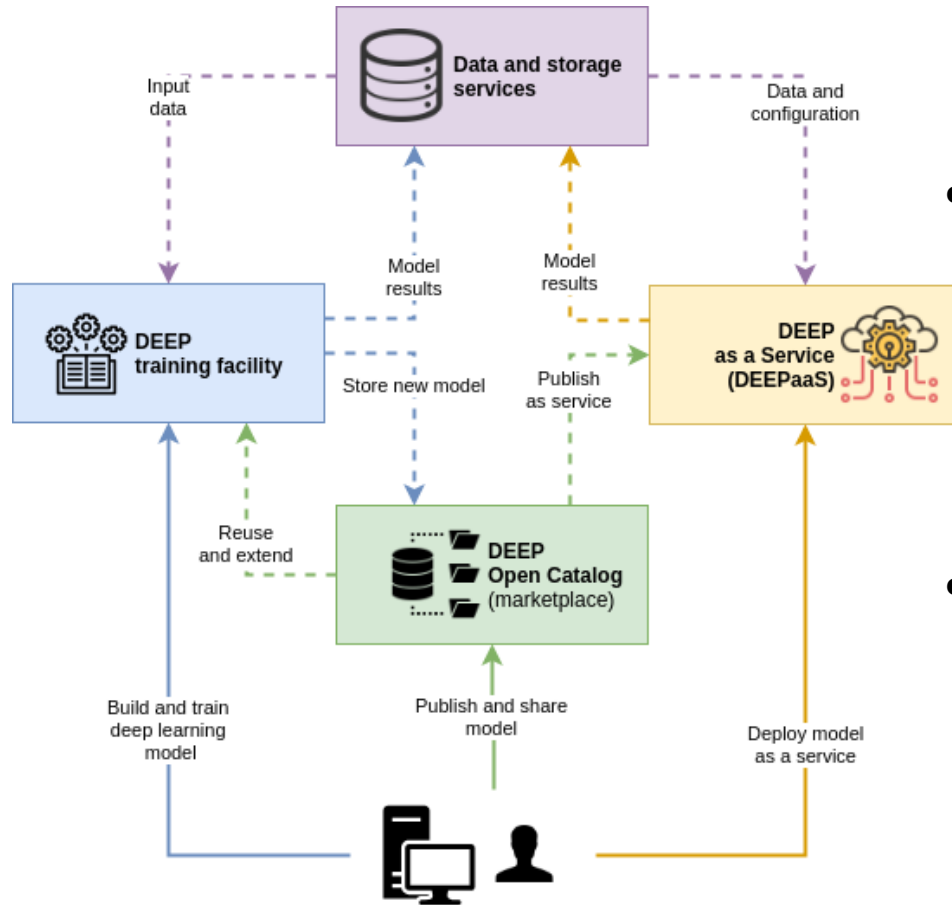 Data and storage
services
Input
data
Data and
configuration
Model
results
Model
results
DEEP
training facility
DEEP
as a Service
(DEEPaaS)
Store new model
Publish
as service
Reuse
and extend
DEEP
Open Catalog
(marketplace)
Build and train
deep learning
model
Publish and share
model
Deploy model
as a service